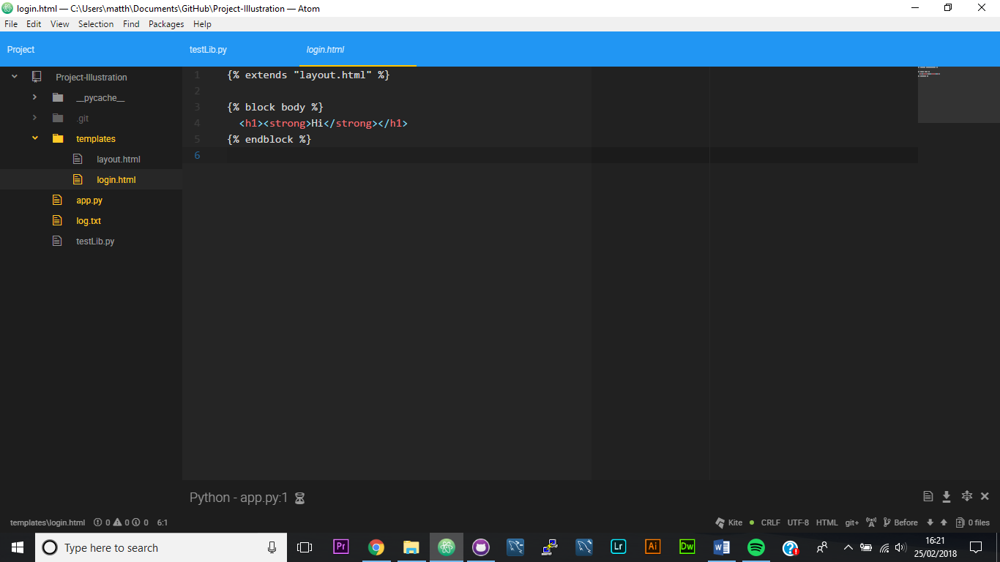 login.html — C:\Users\matth\Documents\GitHub\Project-Illustration — Atom
File Edit View Selection Find Packages Help
Project
testLib.py
login.html
Project-Illustration
__pycache__
.git
templates
layout.html
login.html
app.py
log.txt
testLib.py
1 {% extends "layout.html" %}
2
3 {% block body %}
4 <h1><strong>Hi</strong></h1>
5 {% endblock %}
6
Python - app.py:1
templates\login.html 0 0 0 6:1
Kite CRLF UTF-8 HTML git+ Before 0 files
Type here to search
Pr
Lr
Ai
Dw
16:21
25/02/2018